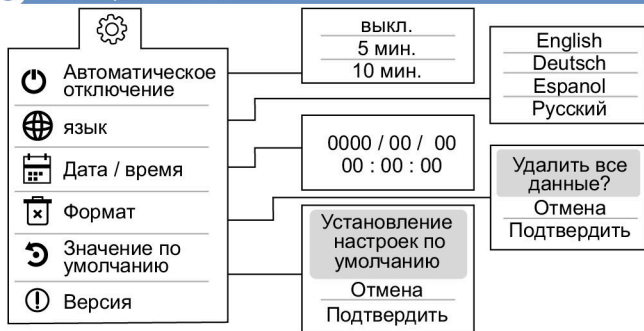 Автоматическое
отключение
язык
Дата / время
Формат
Значение по
умолчанию
Версия
выкл.
5 мин.
10 мин.
English
Deutsch
Espanol
Русский
0000 / 00 / 00
00 : 00 : 00
Удалить все
данные?
Отмена
Подтвердить
Установление
настроек по
умолчанию
Отмена
Подтвердить